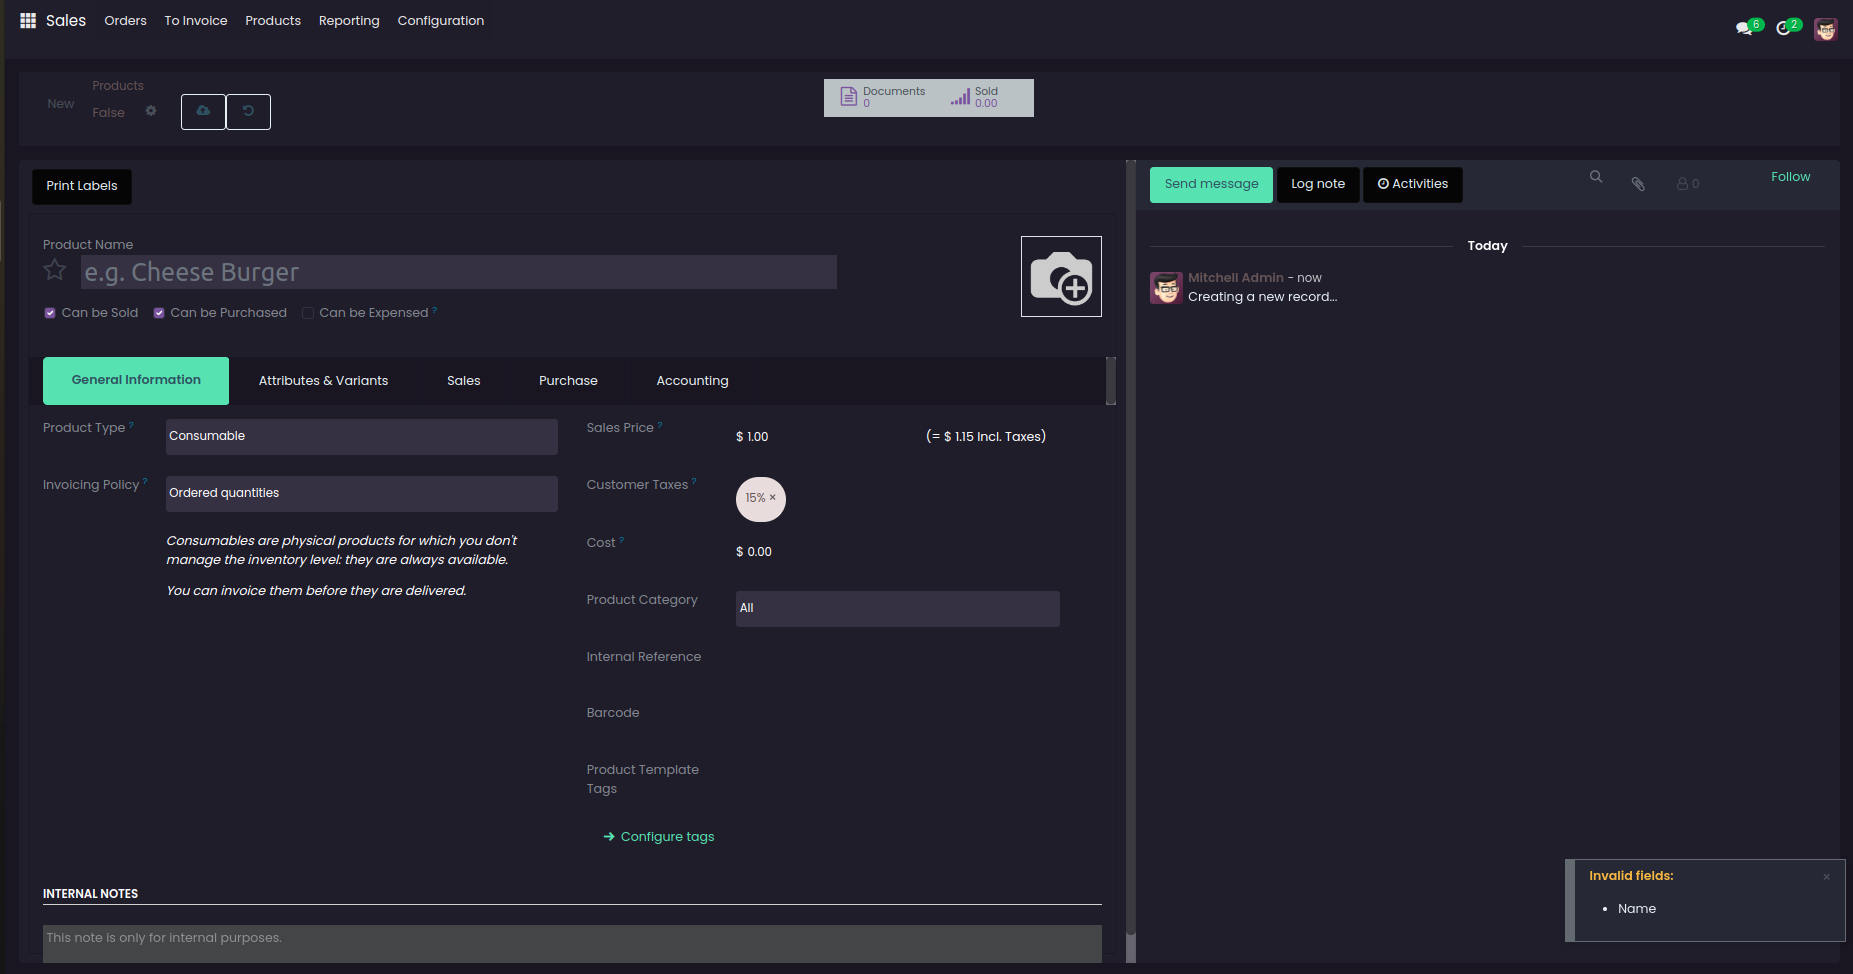 Sales Orders To Invoice Products Reporting Configuration
6 2
New
Products
False
Documents
0
Sold
0.00
Print Labels
Product Name
e.g. Cheese Burger
Can be Sold Can be Purchased Can be Expensed ?
General Information Attributes & Variants Sales Purchase Accounting
Product Type ? Consumable
Invoicing Policy ? Ordered quantities
Consumables are physical products for which you don't
manage the inventory level: they are always available.
You can invoice them before they are delivered.
Sales Price ? $ 1.00 (= $ 1.15 Incl. Taxes)
Customer Taxes ? 15% ×
Cost ? $ 0.00
Product Category All
Internal Reference
Barcode
Product Template
Tags
Configure tags
INTERNAL NOTES
This note is only for internal purposes.
Send message Log note Activities 0 Follow
Today
Mitchell Admin - now
Creating a new record...
Invalid fields: ×
• Name